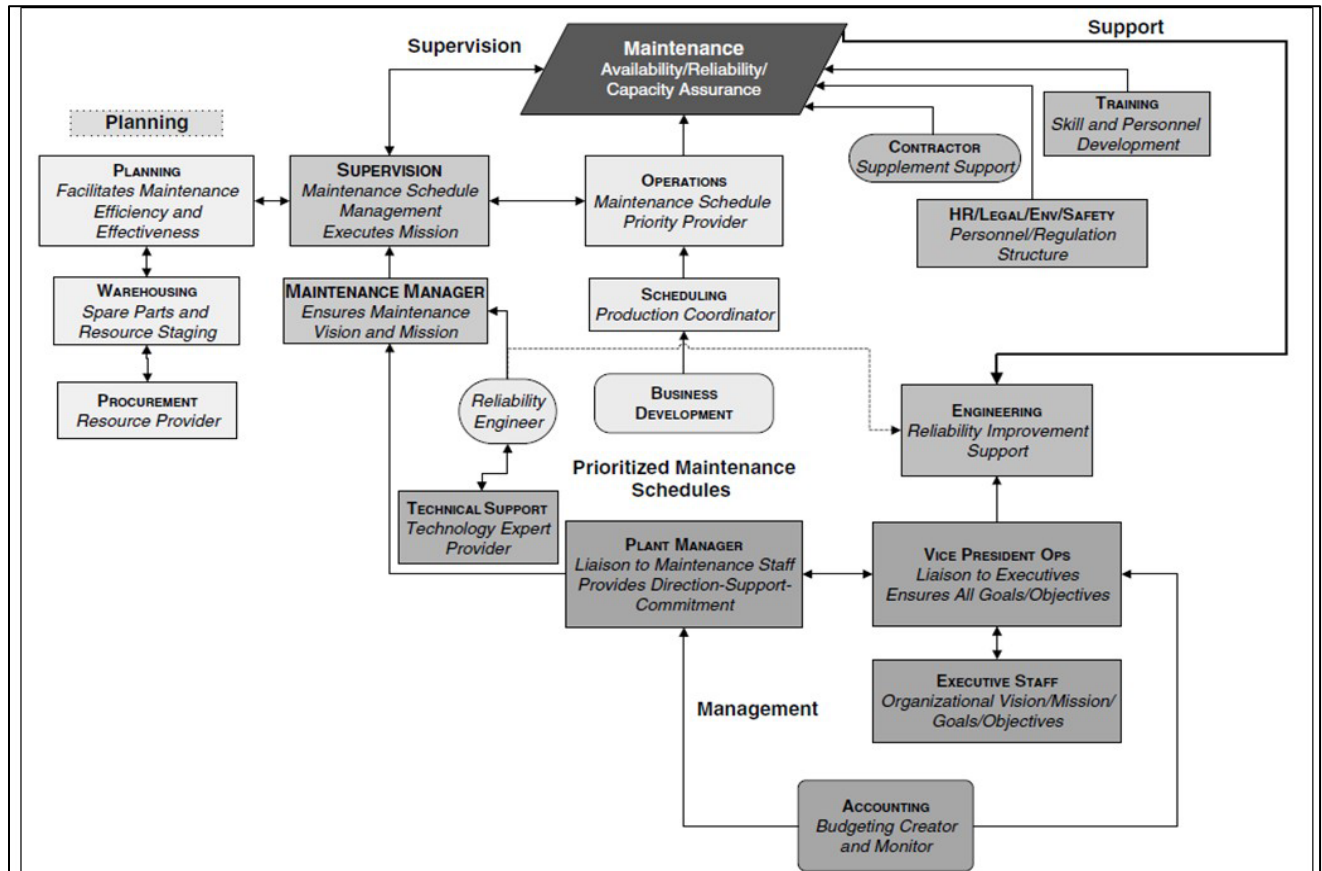 Supervision
Maintenance
Availability/Reliability/
Capacity Assurance
Support
Planning
TRAINING
Skill and Personnel
Development
CONTRACTOR
Supplement Support
PLANNING
Facilitates Maintenance
Efficiency and
Effectiveness
SUPERVISION
Maintenance Schedule
Management
Executes Mission
OPERATIONS
Maintenance Schedule
Priority Provider
HR/LEGAL/ENV/SAFETY
Personnel/Regulation
Structure
WAREHOUSING
Spare Parts and
Resource Staging
MAINTENANCE MANAGER
Ensures Maintenance
Vision and Mission
SCHEDULING
Production Coordinator
PROCUREMENT
Resource Provider
Reliability
Engineer
BUSINESS
DEVELOPMENT
ENGINEERING
Reliability Improvement
Support
Prioritized Maintenance
Schedules
TECHNICAL SUPPORT
Technology Expert
Provider
PLANT MANAGER
Liaison to Maintenance Staff
Provides Direction-Support-
Commitment
VICE PRESIDENT OPS
Liaison to Executives
Ensures All Goals/Objectives
EXECUTIVE STAFF
Organizational Vision/Mission/
Goals/Objectives
Management
ACCOUNTING
Budgeting Creator
and Monitor